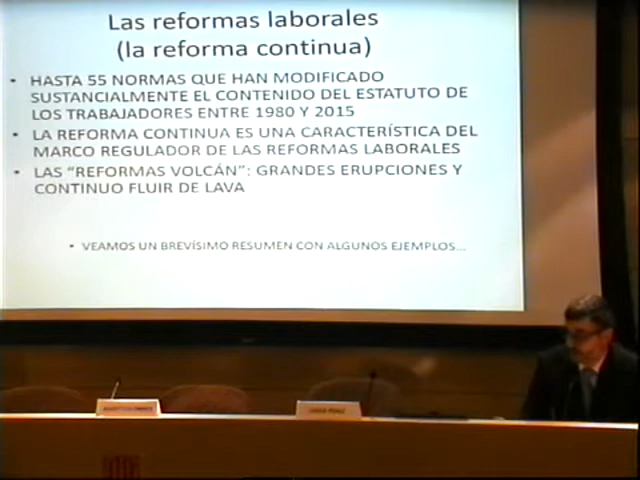 Las reformas laborales
(la reforma continua)
• HASTA 55 NORMAS QUE HAN MODIFICADO
SUSTANCIALMENTE EL CONTENIDO DEL ESTATUTO DE
LOS TRABAJADORES ENTRE 1980 Y 2015
• LA REFORMA CONTINUA ES UNA CARACTERÍSTICA DEL
MARCO REGULADOR DE LAS REFORMAS LABORALES
• LAS “REFORMAS VOLCÁN”: GRANDES ERUPCIONES Y
CONTINUO FLUIR DE LAVA
• VEAMOS UN BREVÍSIMO RESUMEN CON ALGUNOS EJEMPLOS...